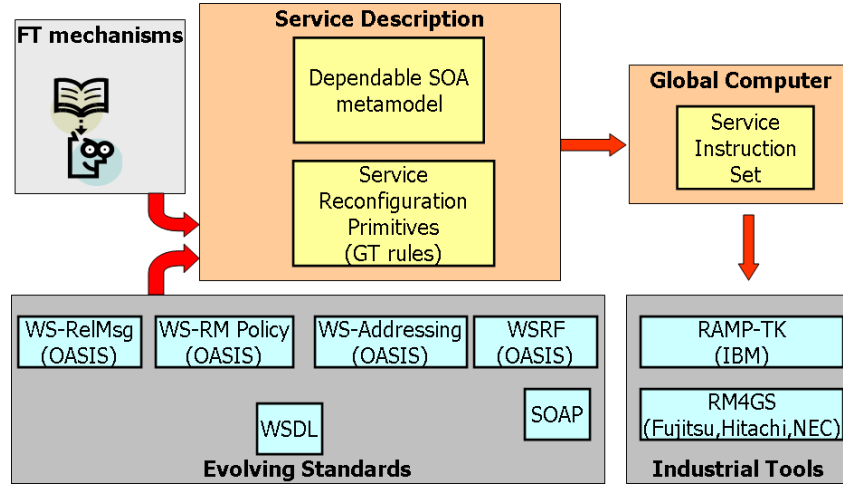 FT mechanisms
Service Description
Dependable SOA
metamodel
Service
Reconfiguration
Primitives
(GT rules)
Global Computer
Service
Instruction
Set
WS-RelMsg
(OASIS)
WS-RM Policy
(OASIS)
WS-Addressing
(OASIS)
WSRF
(OASIS)
WSDL
SOAP
Evolving Standards
RAMP-TK
(IBM)
RM4GS
(Fujitsu,Hitachi,NEC)
Industrial Tools